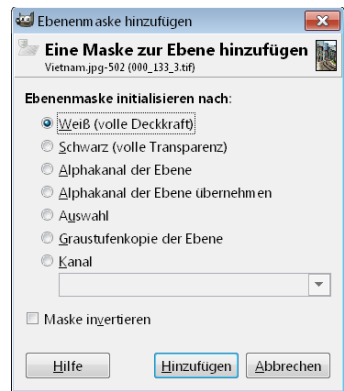 Ebenenmaske hinzufügen
Eine Maske zur Ebene hinzufügen
Vietnam.jpg-502 (000_133_3.tif)
Ebenenmaske initialisieren nach:
Weiß (volle Deckkraft)
Schwarz (volle Transparenz)
Alphakanal der Ebene
Alphakanal der Ebene übernehmen
Auswahl
Graustufenkopie der Ebene
Kanal
Maske invertieren
Hilfe Hinzufügen Abbrechen